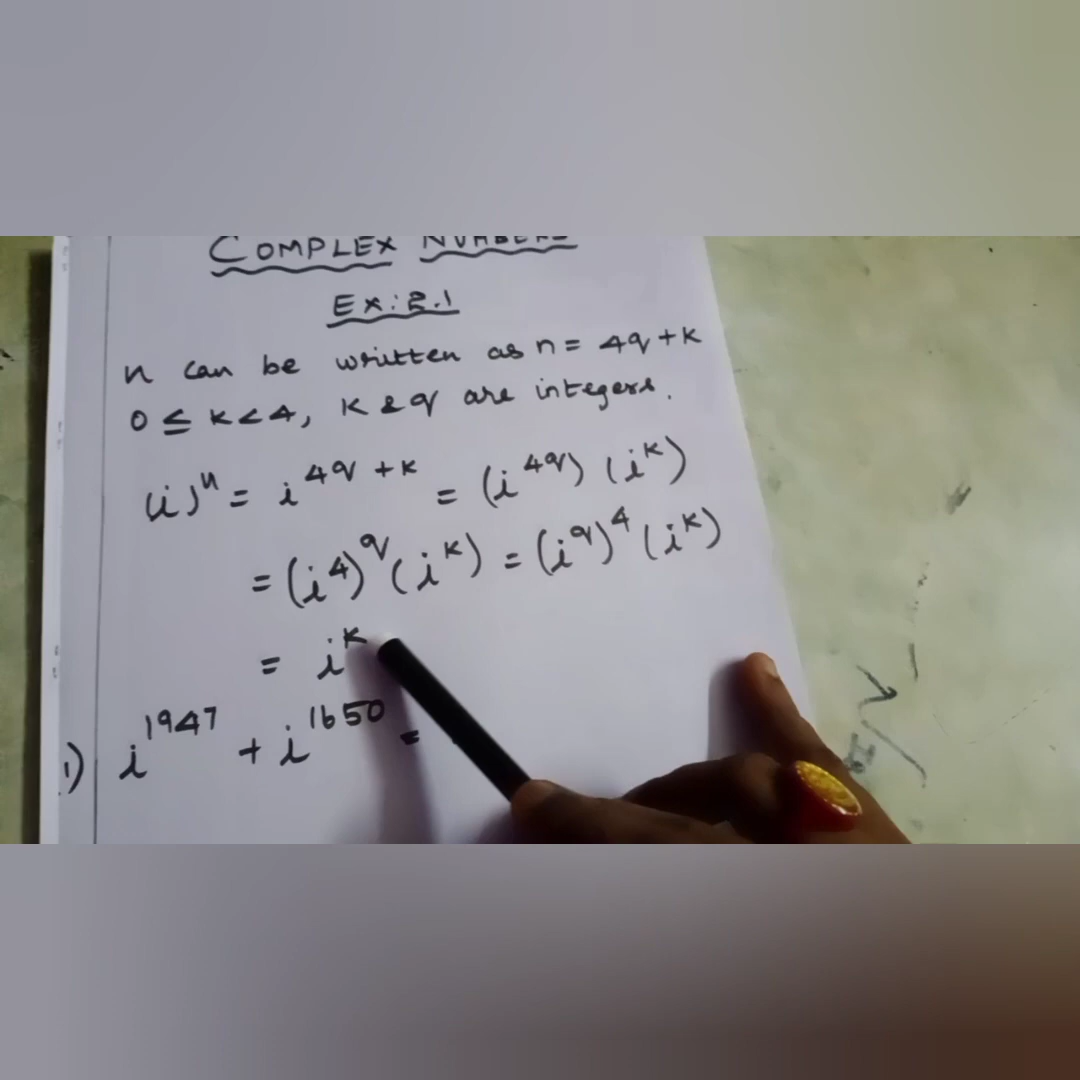 COMPLEX NUMBERS
Ex: 2.1
n can be written as n = 4q + k
0 ≤ k < 4, k & q are integers.
(i)ⁿ = i^(4q + k) = (i^(4q)) (i^k)
= (i^4)^q (i^k) = (i^q)^4 (i^k)
= i^k
1) i^1947 + i^1650 =